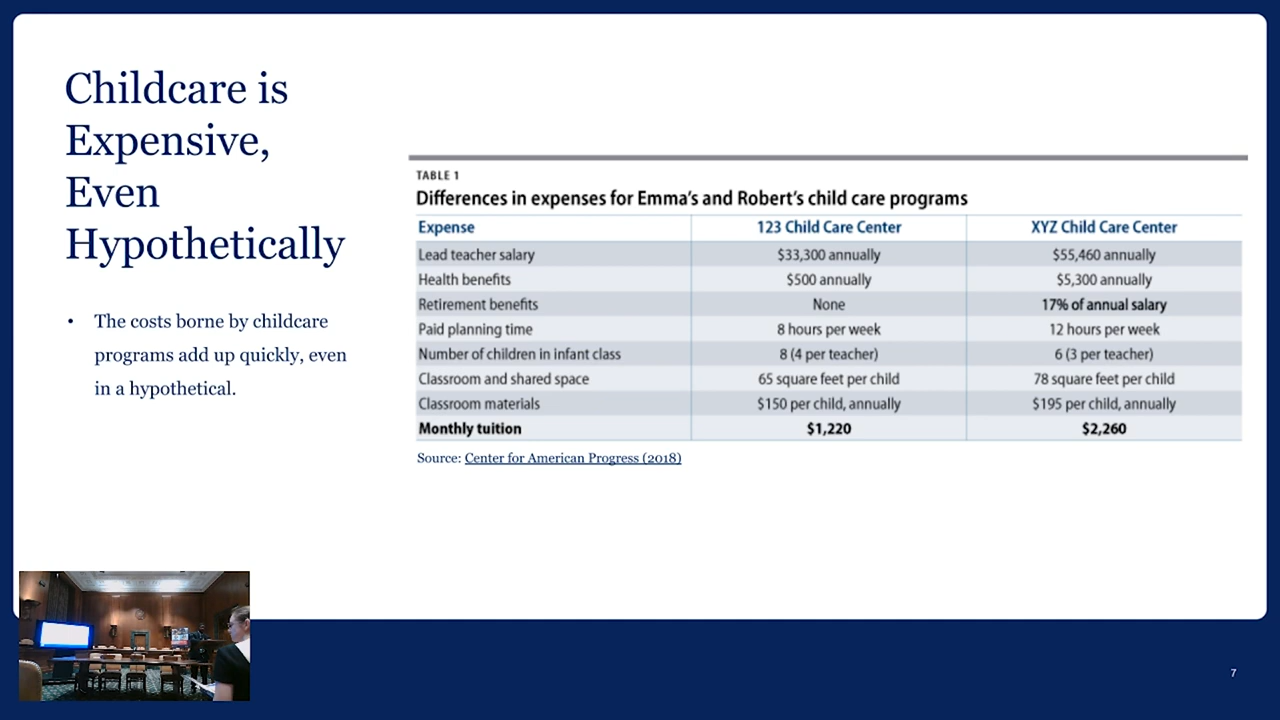 Childcare is
Expensive,
Even
Hypothetically
• The costs borne by childcare
programs add up quickly, even
in a hypothetical.
TABLE 1
Differences in expenses for Emma's and Robert's child care programs
Expense 123 Child Care Center XYZ Child Care Center
Lead teacher salary $33,300 annually $55,460 annually
Health benefits $500 annually $5,300 annually
Retirement benefits None 17% of annual salary
Paid planning time 8 hours per week 12 hours per week
Number of children in infant class 8 (4 per teacher) 6 (3 per teacher)
Classroom and shared space 65 square feet per child 78 square feet per child
Classroom materials $150 per child, annually $195 per child, annually
Monthly tuition $1,220 $2,260
Source: Center for American Progress (2018)
7